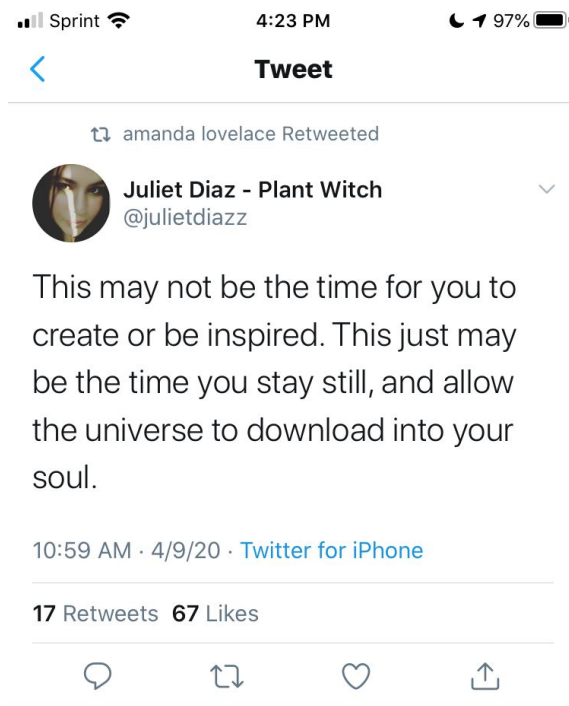 Sprint 4:23 PM 97%
Tweet
amanda lovelace Retweeted
Juliet Diaz - Plant Witch
@julietdiazz
This may not be the time for you to
create or be inspired. This just may
be the time you stay still, and allow
the universe to download into your
soul.
10:59 AM · 4/9/20 · Twitter for iPhone
17 Retweets 67 Likes